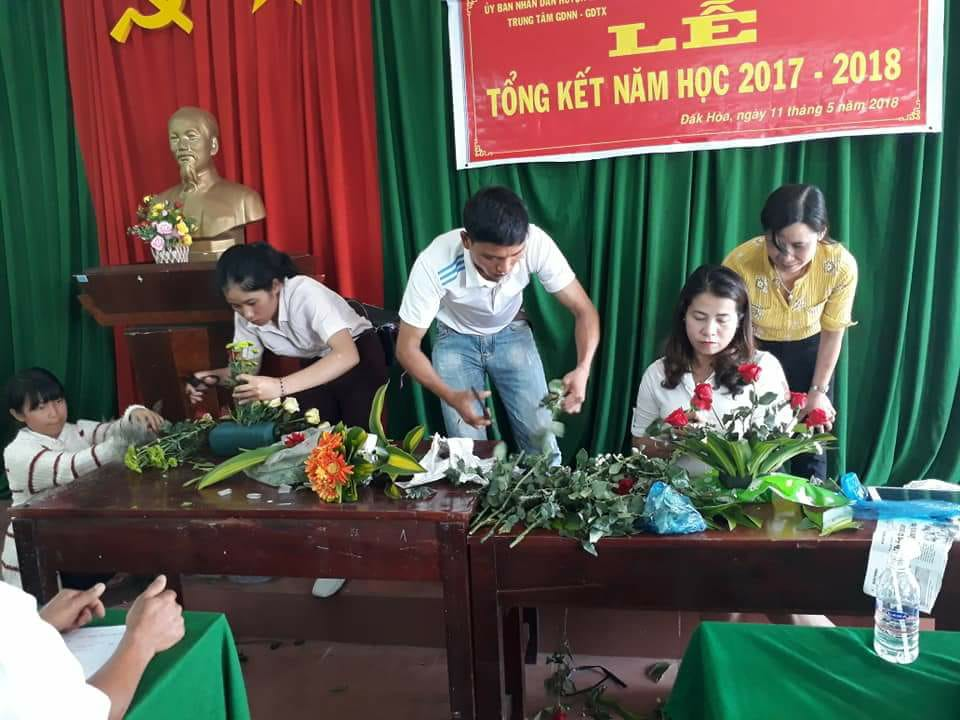 ỦY BAN NHÂN DÂN HUYỆN
TRUNG TÂM GDNN - GDTX
LỄ
TỔNG KẾT NĂM HỌC 2017 - 2018
Đắk Hòa, ngày 11 tháng 5 năm 2018